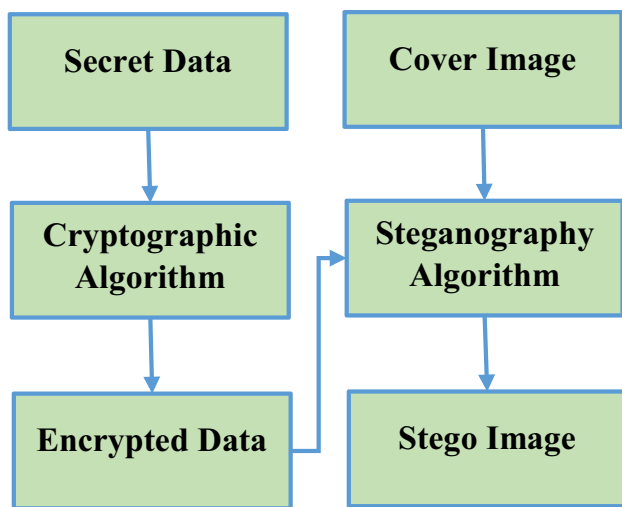 Secret Data
Cover Image
Cryptographic
Algorithm
Steganography
Algorithm
Encrypted Data
Stego Image